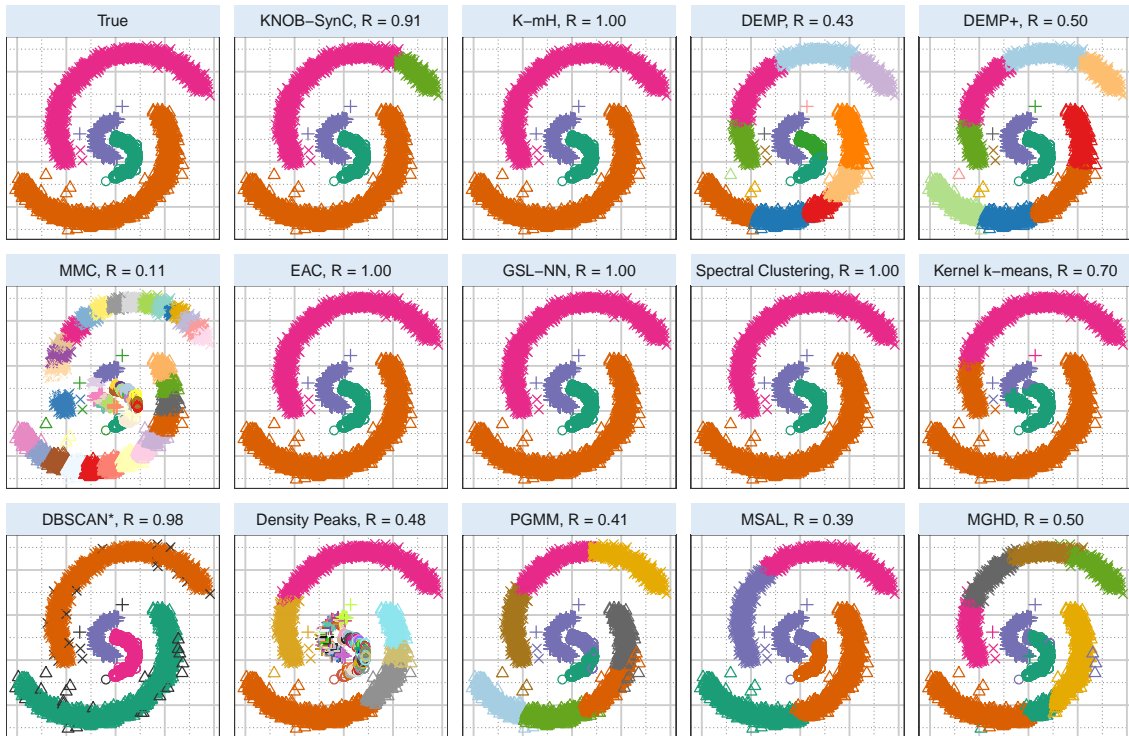 True
KNOB−SynC, R = 0.91
K−mH, R = 1.00
DEMP, R = 0.43
DEMP+, R = 0.50
MMC, R = 0.11
EAC, R = 1.00
GSL−NN, R = 1.00
Spectral Clustering, R = 1.00
Kernel k−means, R = 0.70
DBSCAN*, R = 0.98
Density Peaks, R = 0.48
PGMM, R = 0.41
MSAL, R = 0.39
MGHD, R = 0.50